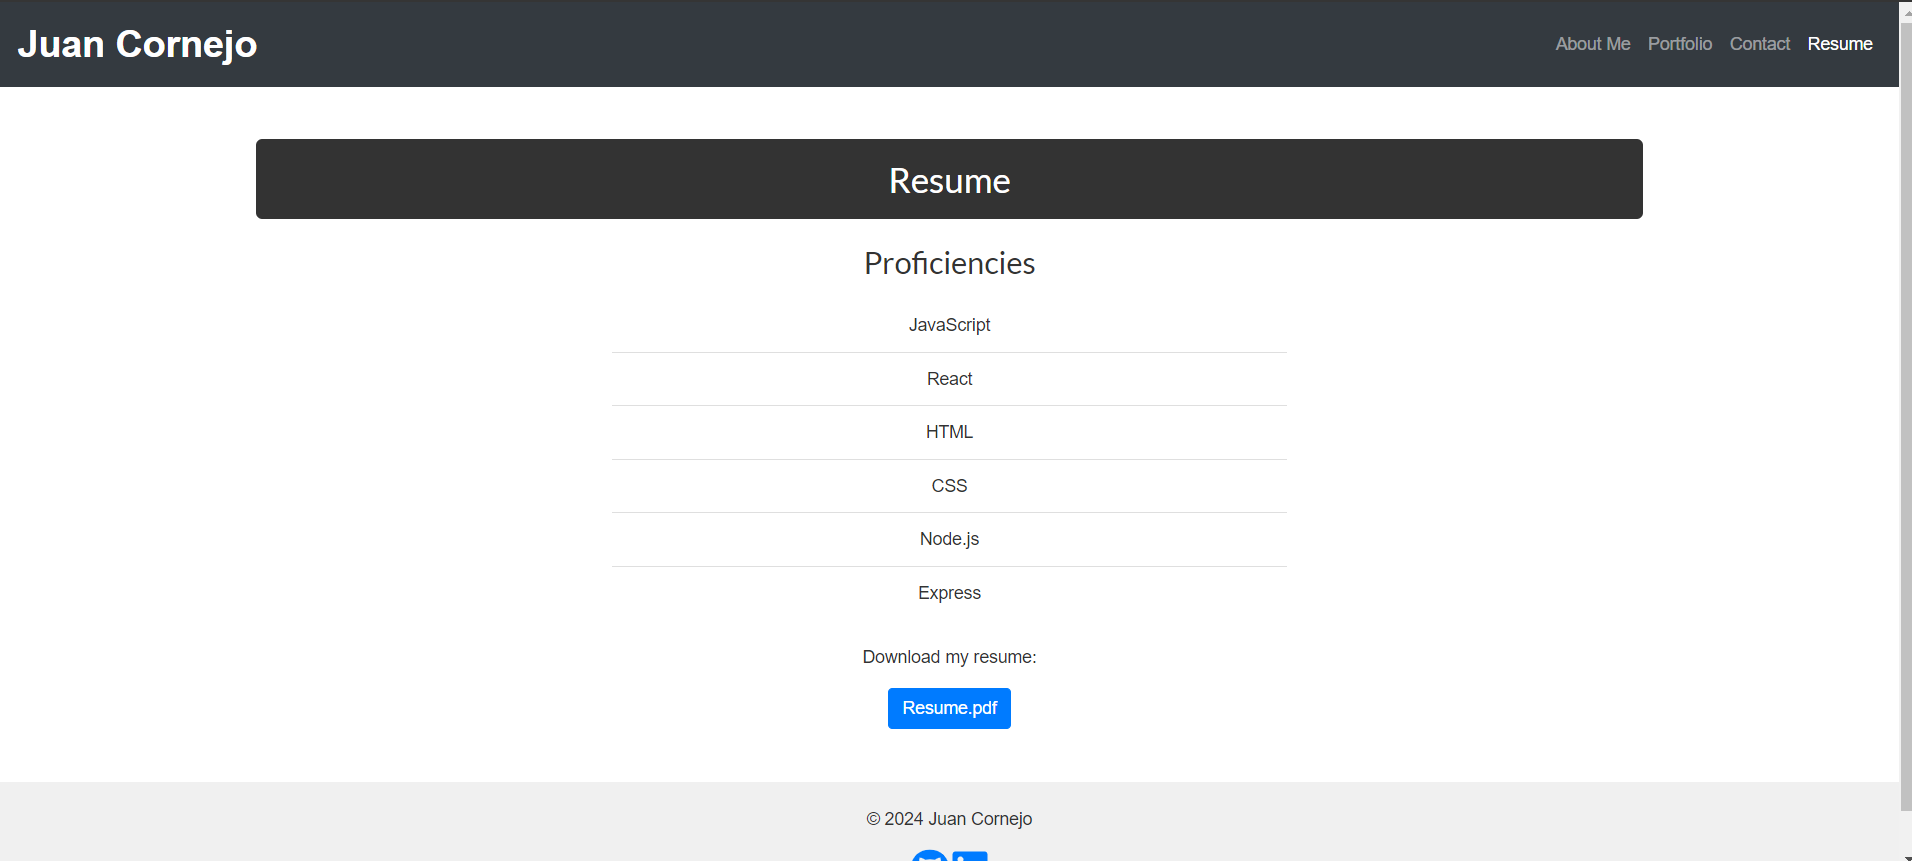 Juan Cornejo
About Me Portfolio Contact Resume
Resume
Proficiencies
JavaScript
React
HTML
CSS
Node.js
Express
Download my resume:
Resume.pdf
© 2024 Juan Cornejo